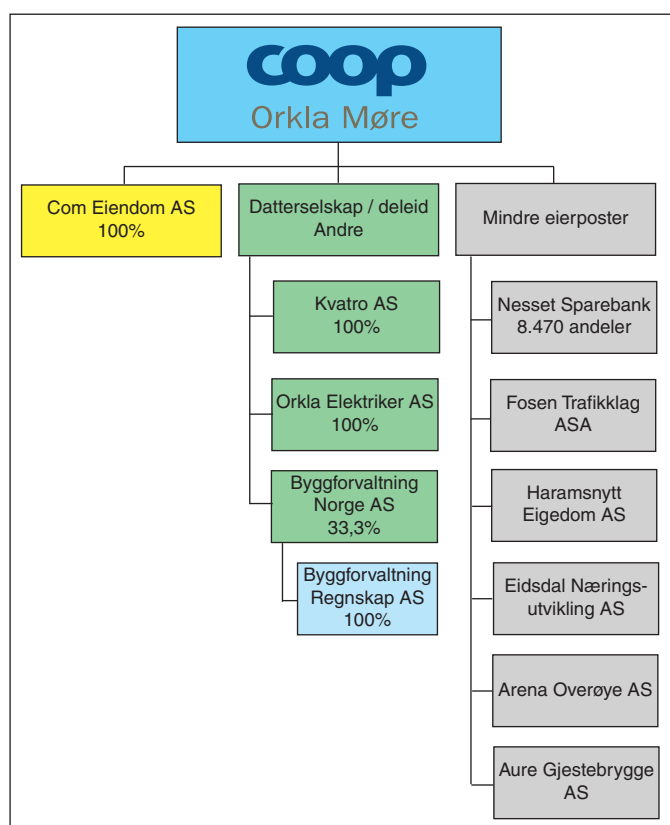 coop
Orkla Møre
Com Eiendom AS
100%
Datterselskap / deleid
Andre
Kvatro AS
100%
Orkla Elektriker AS
100%
Byggforvaltning
Norge AS
33,3%
Byggforvaltning
Regnskap AS
100%
Mindre eierposter
Nesset Sparebank
8.470 andeler
Fosen Trafikklag
ASA
Haramsnytt
Eigedom AS
Eidsdal Nærings-
utvikling AS
Arena Overøye AS
Aure Gjestebrygge
AS